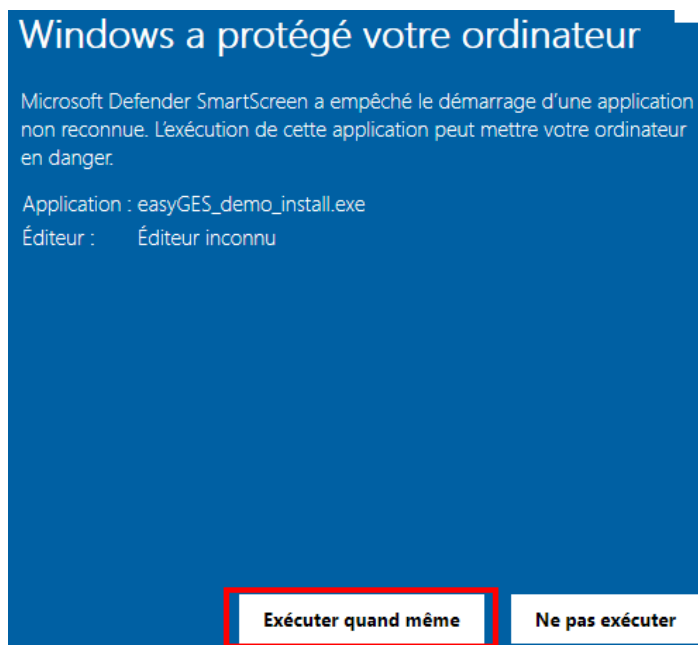 Windows a protégé votre ordinateur
Microsoft Defender SmartScreen a empêché le démarrage d’une application
non reconnue. L’exécution de cette application peut mettre votre ordinateur
en danger.
Application : easyGES_demo_install.exe
Éditeur : Éditeur inconnu
Exécuter quand même Ne pas exécuter